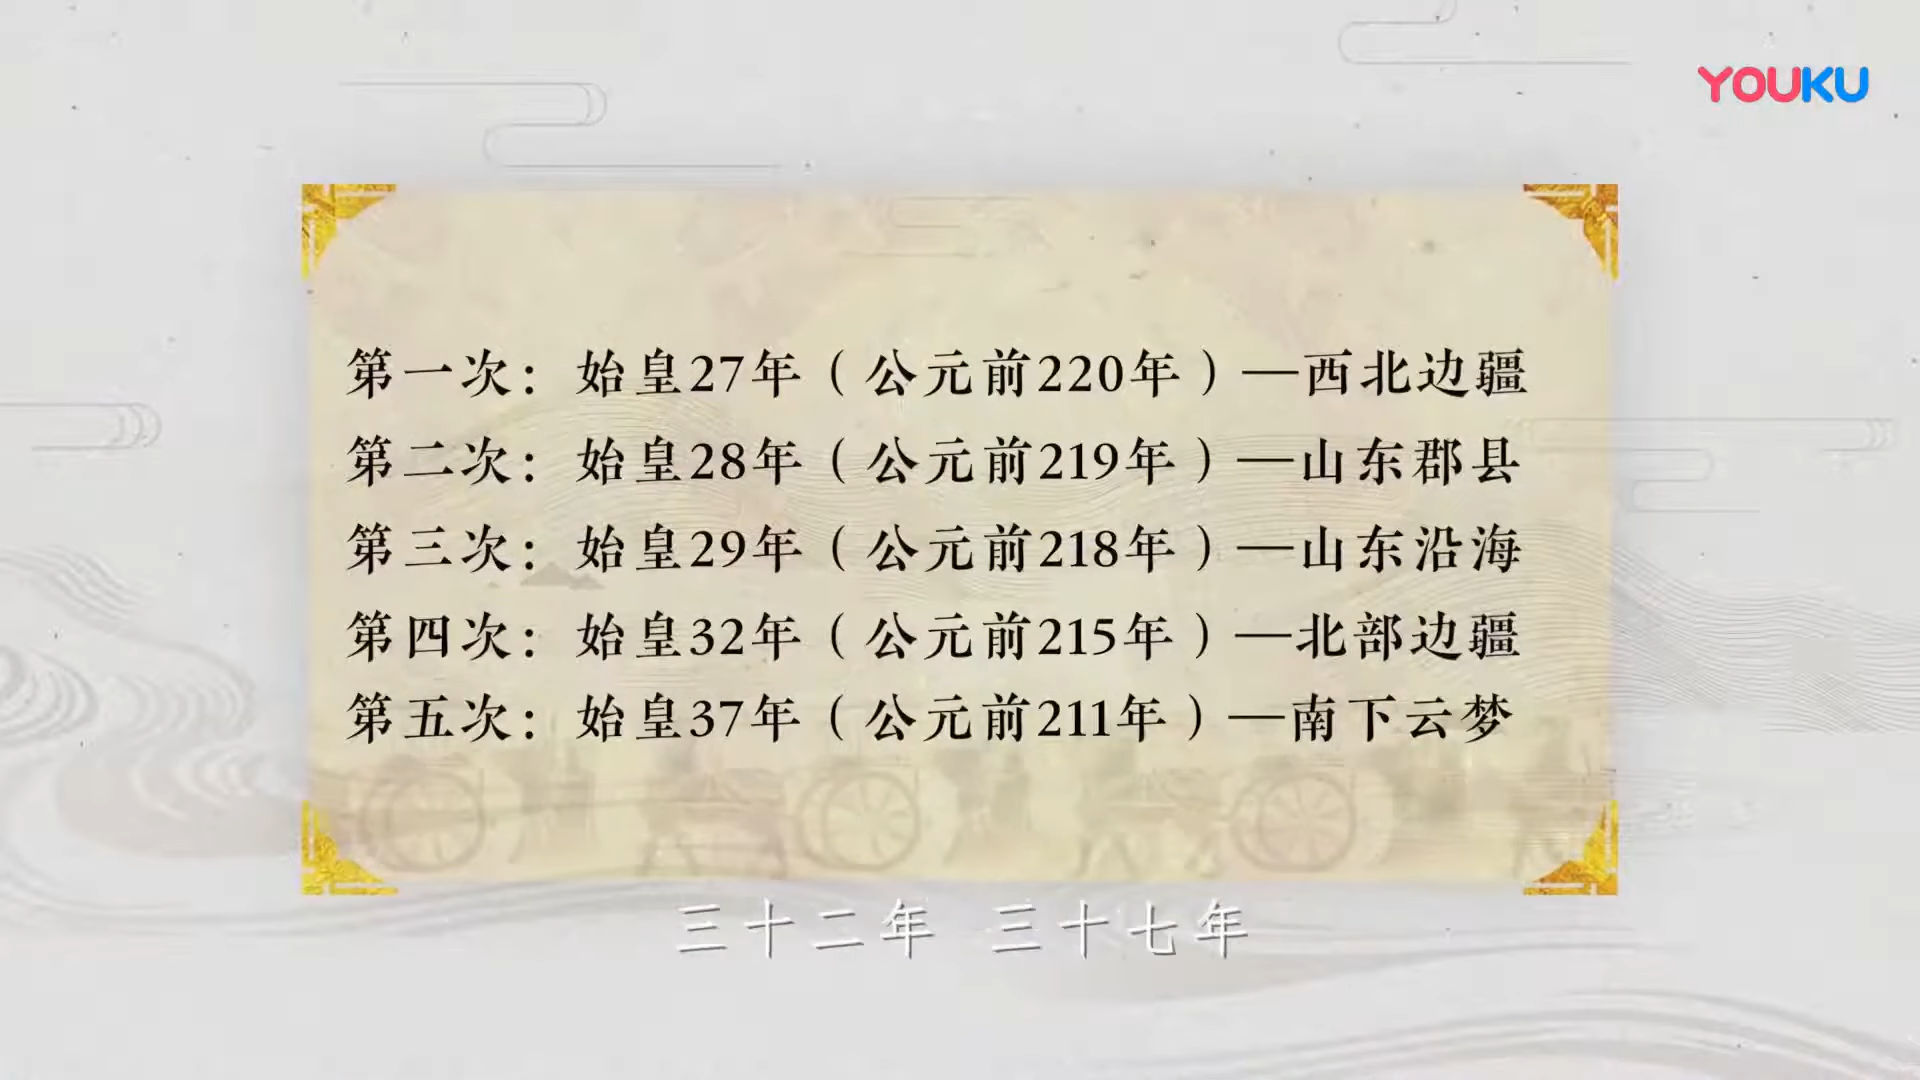 YOUKU
第一次：始皇27年（公元前220年）—西北边疆
第二次：始皇28年（公元前219年）—山东郡县
第三次：始皇29年（公元前218年）—山东沿海
第四次：始皇32年（公元前215年）—北部边疆
第五次：始皇37年（公元前211年）—南下云梦
三十二年 三十七年